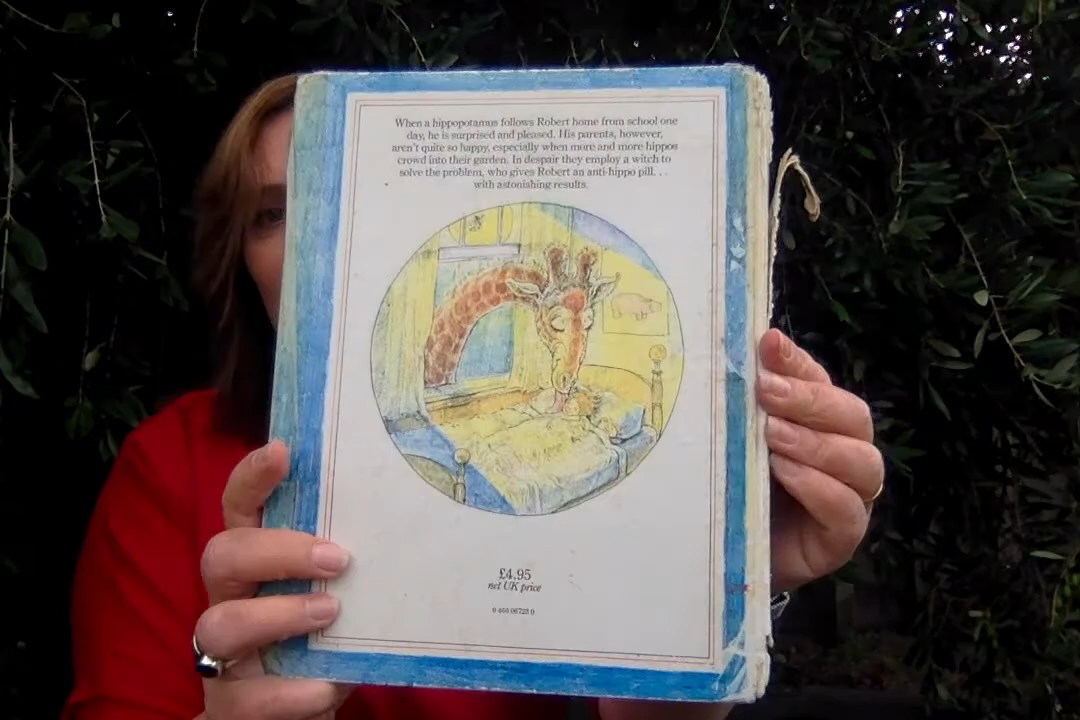 When a hippopotamus follows Robert home from school one
day, he is surprised and pleased. His parents, however,
aren't quite so happy, especially when more and more hippos
crowd into their garden. In despair they employ a witch to
solve the problem, who gives Robert an anti-hippo pill. . .
with astonishing results.
£4.95
net UK price